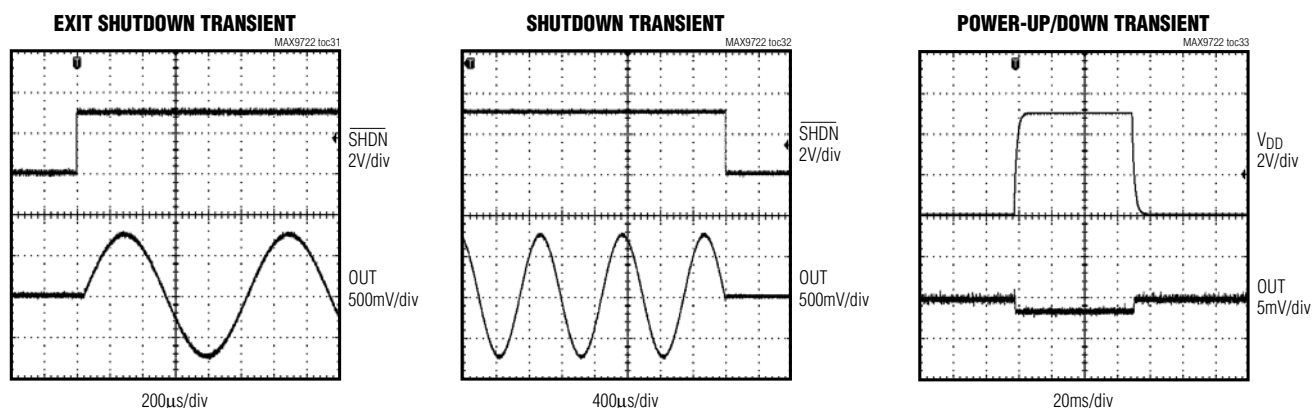 EXIT SHUTDOWN TRANSIENT
MAX9722 toc31
T
SHDN
2V/div
OUT
500mV/div
200µs/div
SHUTDOWN TRANSIENT
MAX9722 toc32
T
SHDN
2V/div
OUT
500mV/div
400µs/div
POWER-UP/DOWN TRANSIENT
MAX9722 toc33
T
VDD
2V/div
OUT
5mV/div
20ms/div